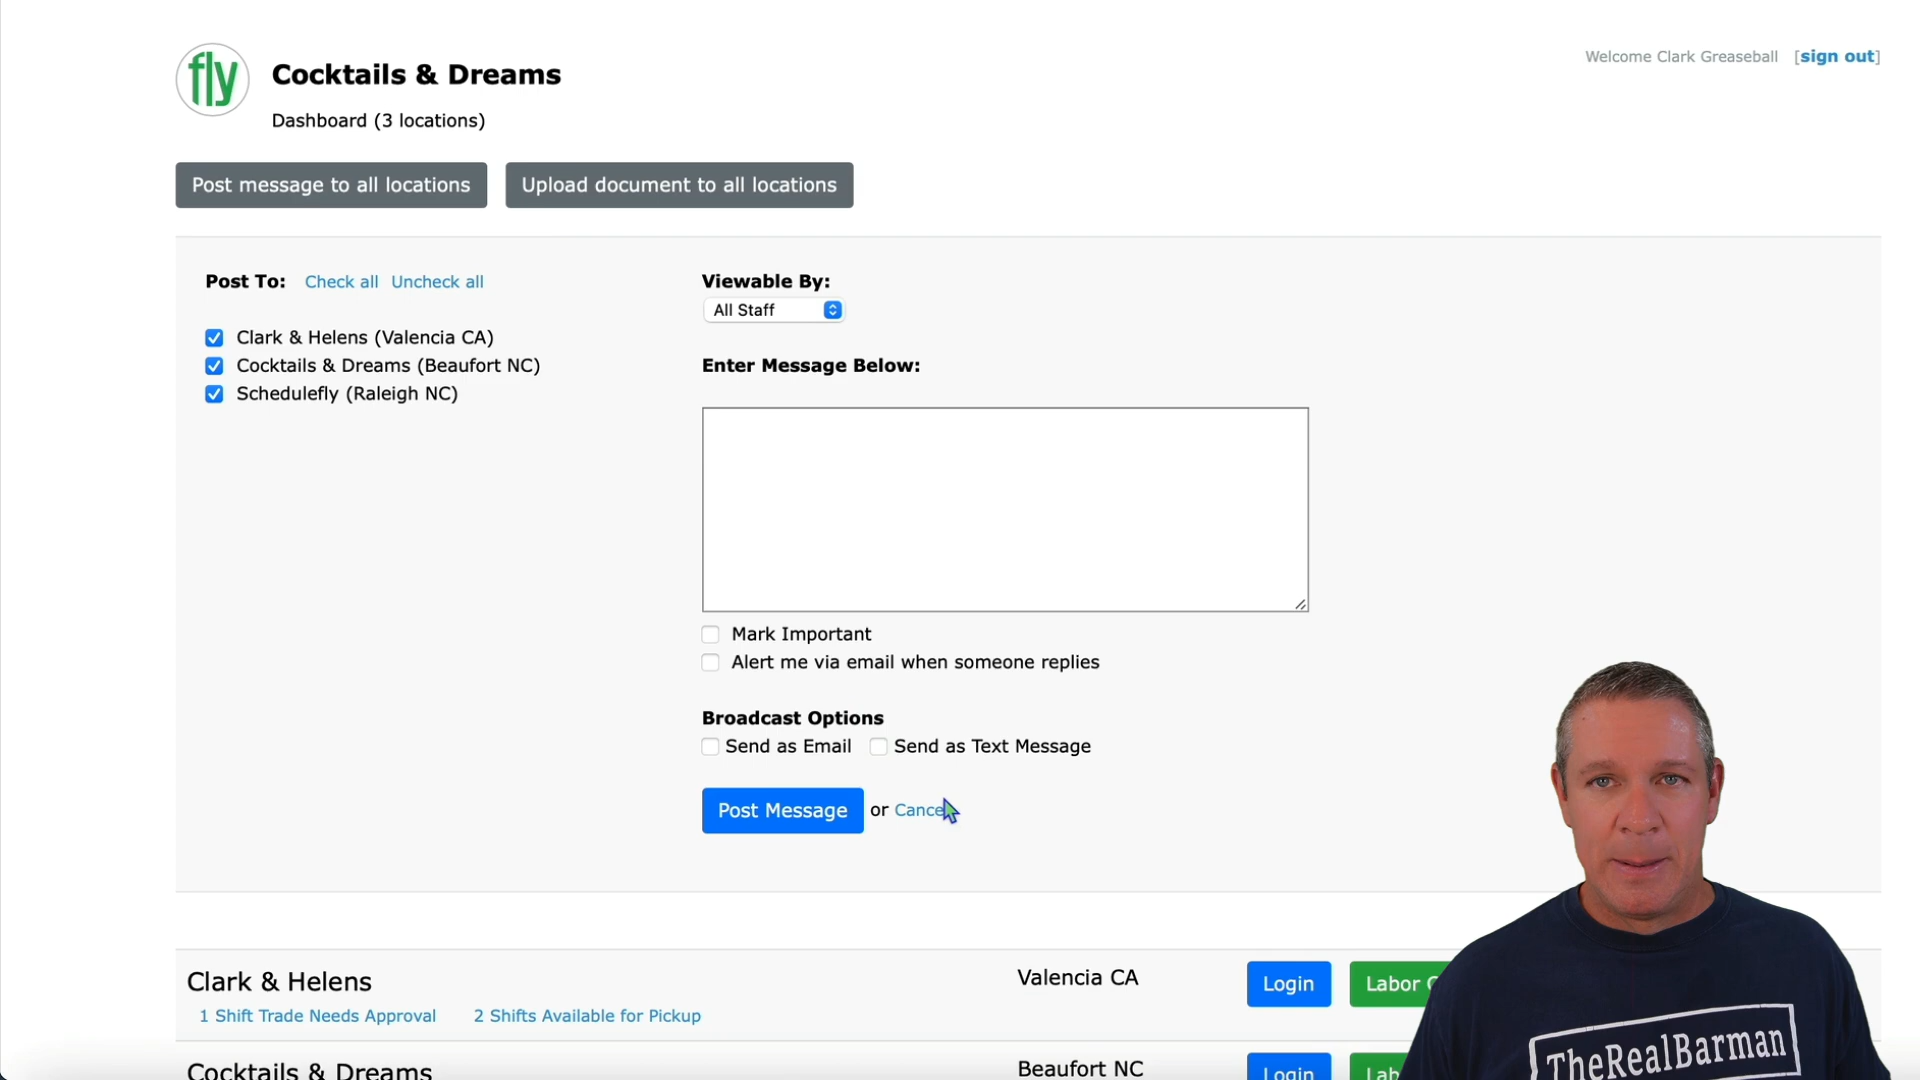 fly
Cocktails & Dreams
Dashboard (3 locations)
Welcome Clark Greaseball [sign out]
Post message to all locations
Upload document to all locations
Post To: Check all Uncheck all
Clark & Helens (Valencia CA)
Cocktails & Dreams (Beaufort NC)
Schedulefly (Raleigh NC)
Viewable By:
All Staff
Enter Message Below:
Mark Important
Alert me via email when someone replies
Broadcast Options
Send as Email Send as Text Message
Post Message or Cance
Clark & Helens Valencia CA Login Labor
1 Shift Trade Needs Approval 2 Shifts Available for Pickup
Cocktails & Dreams Beaufort NC Login Lab
TheRealBarman